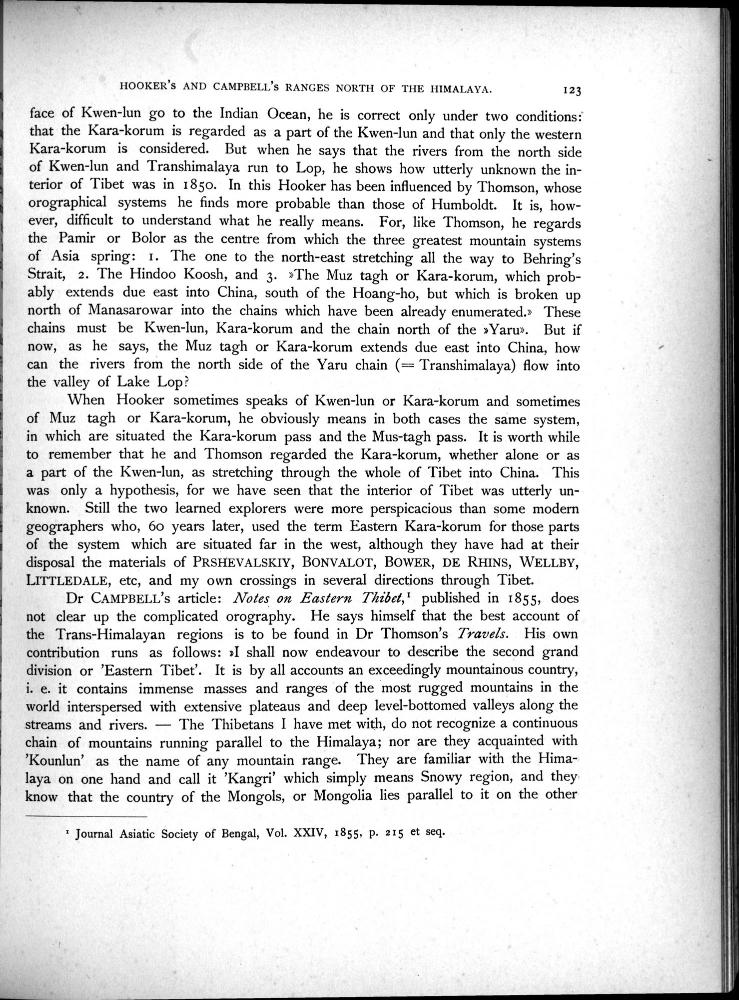 HOOKER'S AND CAMPBELL'S RANGES NORTH OF THE HIMALAYA. 123
face of Kwen-lun go to the Indian Ocean, he is correct only under two conditions:
that the Kara-korum is regarded as a part of the Kwen-lun and that only the western
Kara-korum is considered. But when he says that the rivers from the north side
of Kwen-lun and Transhimalaya run to Lop, he shows how utterly unknown the in-
terior of Tibet was in 1850. In this Hooker has been influenced by Thomson, whose
orographical systems he finds more probable than those of Humboldt. It is, how-
ever, difficult to understand what he really means. For, like Thomson, he regards
the Pamir or Bolor as the centre from which the three greatest mountain systems
of Asia spring: 1. The one to the north-east stretching all the way to Behring's
Strait, 2. The Hindoo Koosh, and 3. »The Muz tagh or Kara-korum, which prob-
ably extends due east into China, south of the Hoang-ho, but which is broken up
north of Manasarowar into the chains which have been already enumerated.» These
chains must be Kwen-lun, Kara-korum and the chain north of the »Yaru». But if
now, as he says, the Muz tagh or Kara-korum extends due east into China, how
can the rivers from the north side of the Yaru chain (= Transhimalaya) flow into
the valley of Lake Lop?
When Hooker sometimes speaks of Kwen-lun or Kara-korum and sometimes
of Muz tagh or Kara-korum, he obviously means in both cases the same system,
in which are situated the Kara-korum pass and the Mus-tagh pass. It is worth while
to remember that he and Thomson regarded the Kara-korum, whether alone or as
a part of the Kwen-lun, as stretching through the whole of Tibet into China. This
was only a hypothesis, for we have seen that the interior of Tibet was utterly un-
known. Still the two learned explorers were more perspicacious than some modern
geographers who, 60 years later, used the term Eastern Kara-korum for those parts
of the system which are situated far in the west, although they have had at their
disposal the materials of PRSHEVALSKIY, BONVALOT, BOWER, DE RHINS, WELLBY,
LITTLEDALE, etc, and my own crossings in several directions through Tibet.
Dr CAMPBELL's article: Notes on Eastern Thibet,¹ published in 1855, does
not clear up the complicated orography. He says himself that the best account of
the Trans-Himalayan regions is to be found in Dr Thomson's Travels. His own
contribution runs as follows: »I shall now endeavour to describe the second grand
division or 'Eastern Tibet'. It is by all accounts an exceedingly mountainous country,
i. e. it contains immense masses and ranges of the most rugged mountains in the
world interspersed with extensive plateaus and deep level-bottomed valleys along the
streams and rivers. — The Thibetans I have met with, do not recognize a continuous
chain of mountains running parallel to the Himalaya; nor are they acquainted with
'Kounlun' as the name of any mountain range. They are familiar with the Hima-
laya on one hand and call it 'Kangri' which simply means Snowy region, and they
know that the country of the Mongols, or Mongolia lies parallel to it on the other
¹ Journal Asiatic Society of Bengal, Vol. XXIV, 1855, p. 215 et seq.